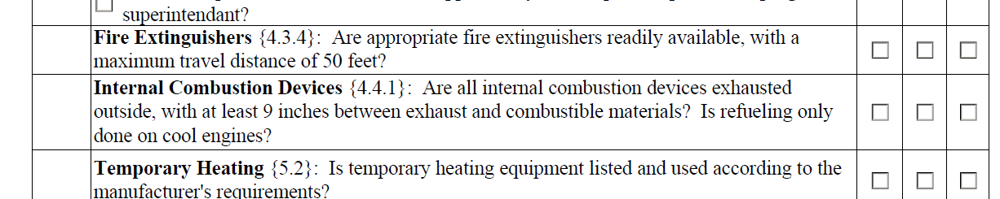 superintendant?
Fire Extinguishers {4.3.4}:  Are appropriate fire extinguishers readily available, with a
maximum travel distance of 50 feet?
Internal Combustion Devices {4.4.1}:  Are all internal combustion devices exhausted
outside, with at least 9 inches between exhaust and combustible materials?  Is refueling only
done on cool engines?
Temporary Heating {5.2}:  Is temporary heating equipment listed and used according to the
manufacturer's requirements?